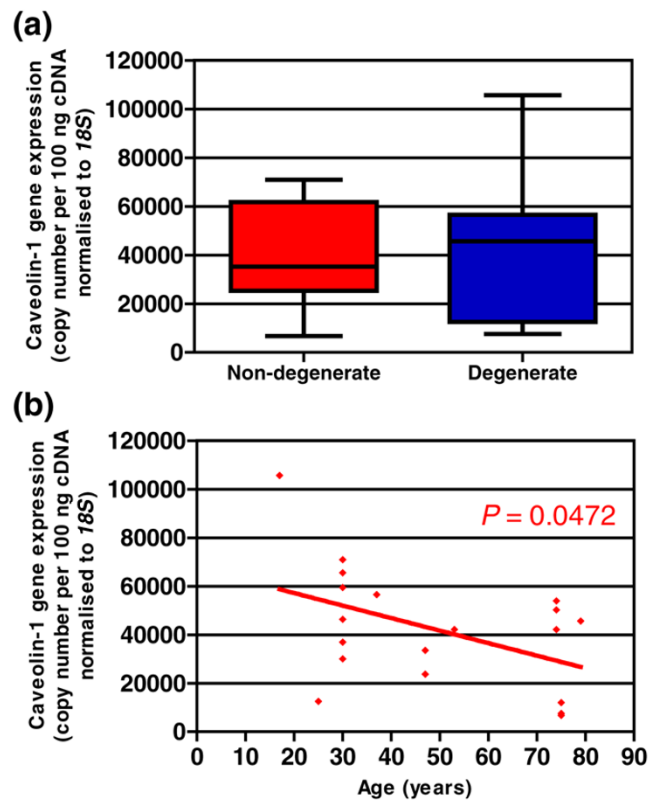 (a)
Caveolin-1 gene expression
(copy number per 100 ng cDNA
normalised to 18S)
120000
100000
80000
60000
40000
20000
0
Non-degenerate
Degenerate
(b)
Caveolin-1 gene expression
(copy number per 100 ng cDNA
normalised to 18S)
120000
100000
80000
60000
40000
20000
0
P = 0.0472
0 10 20 30 40 50 60 70 80 90
Age (years)